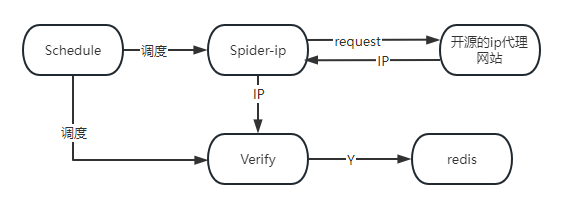 Schedule
调度
Spider-ip
request
IP
开源的ip代理
网站
IP
调度
Verify
Y
redis